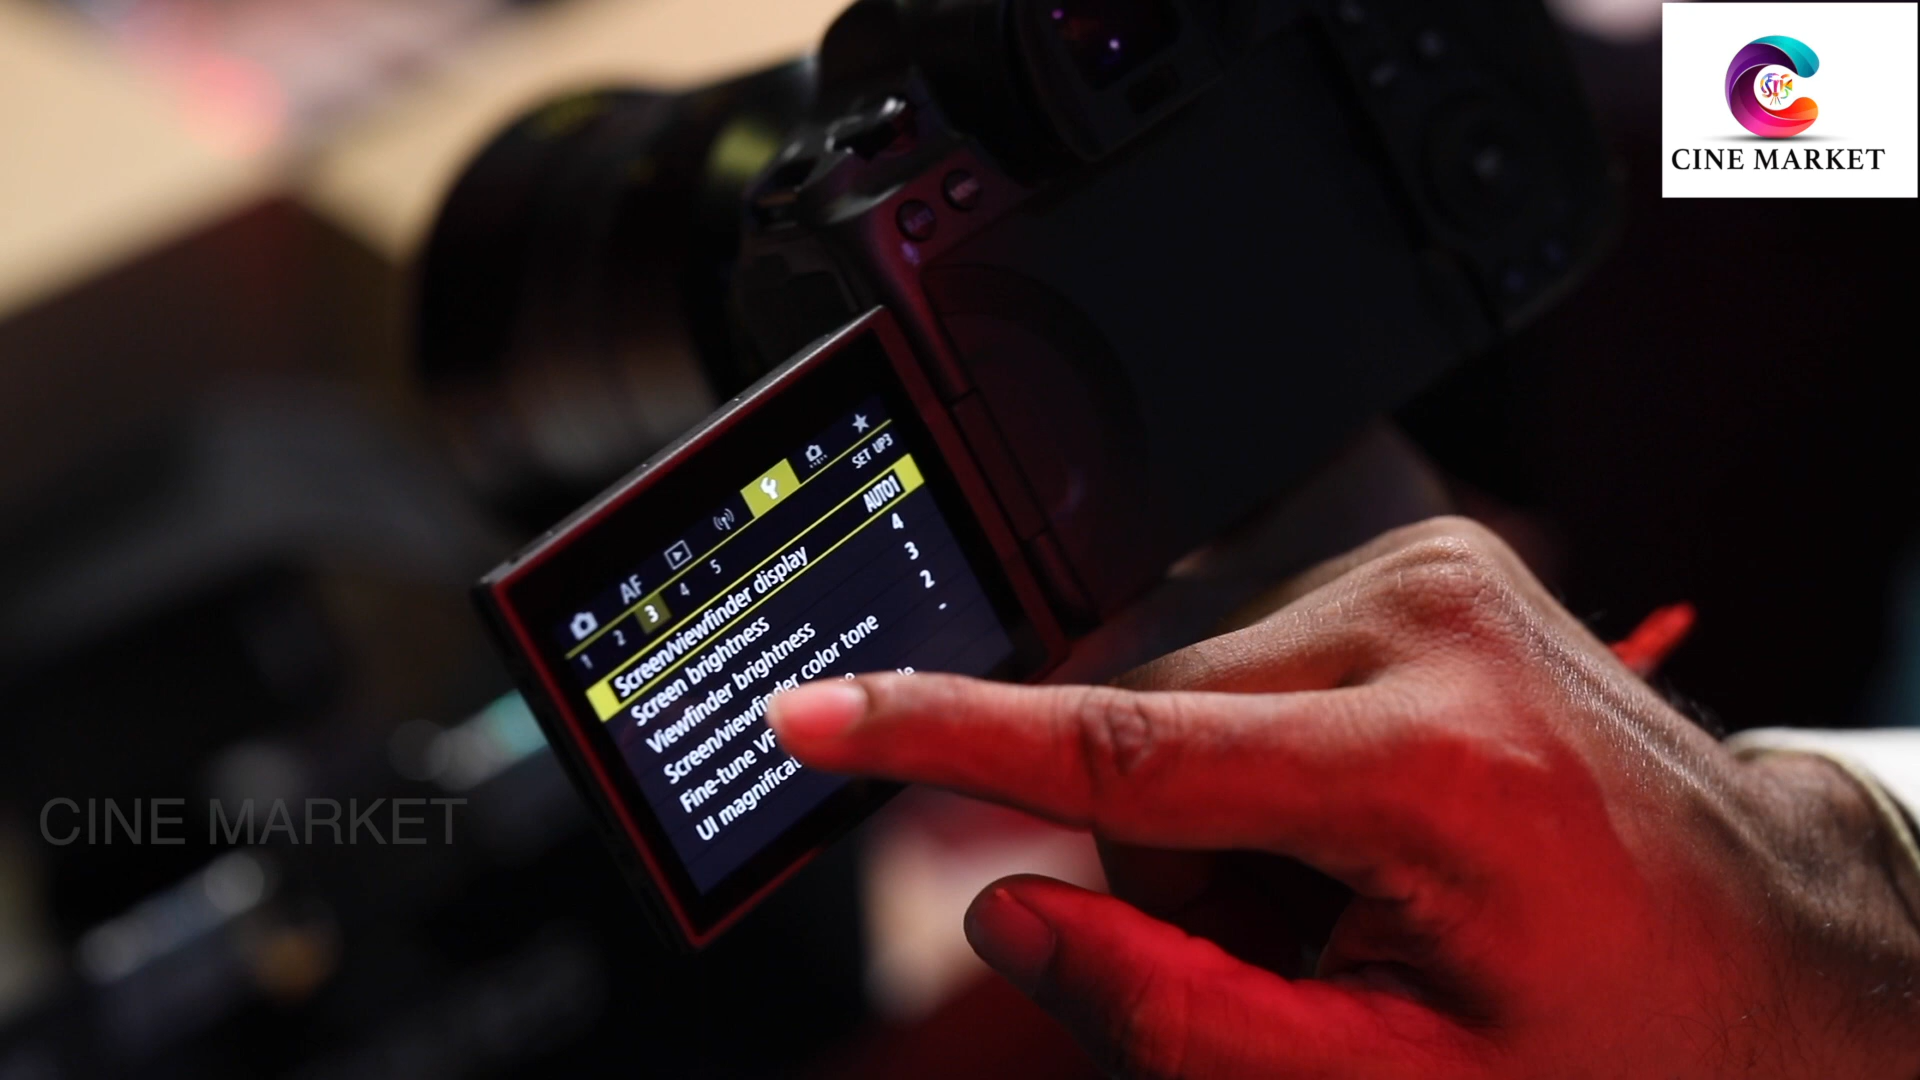 CINE MARKET
AF
1 2 3 4 5
SET UP3
Screen/viewfinder display AUTO1
Screen brightness 4
Viewfinder brightness 3
Screen/viewfinder color tone 2
Fine-tune VF -
UI
CINE MARKET